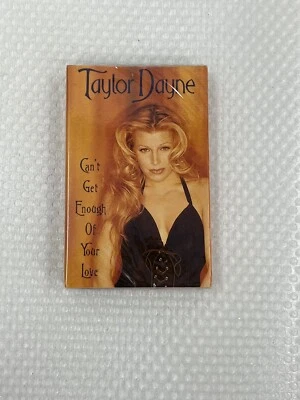 Taylor Dayne
Can't
Get
Enough
Of
Your
Love